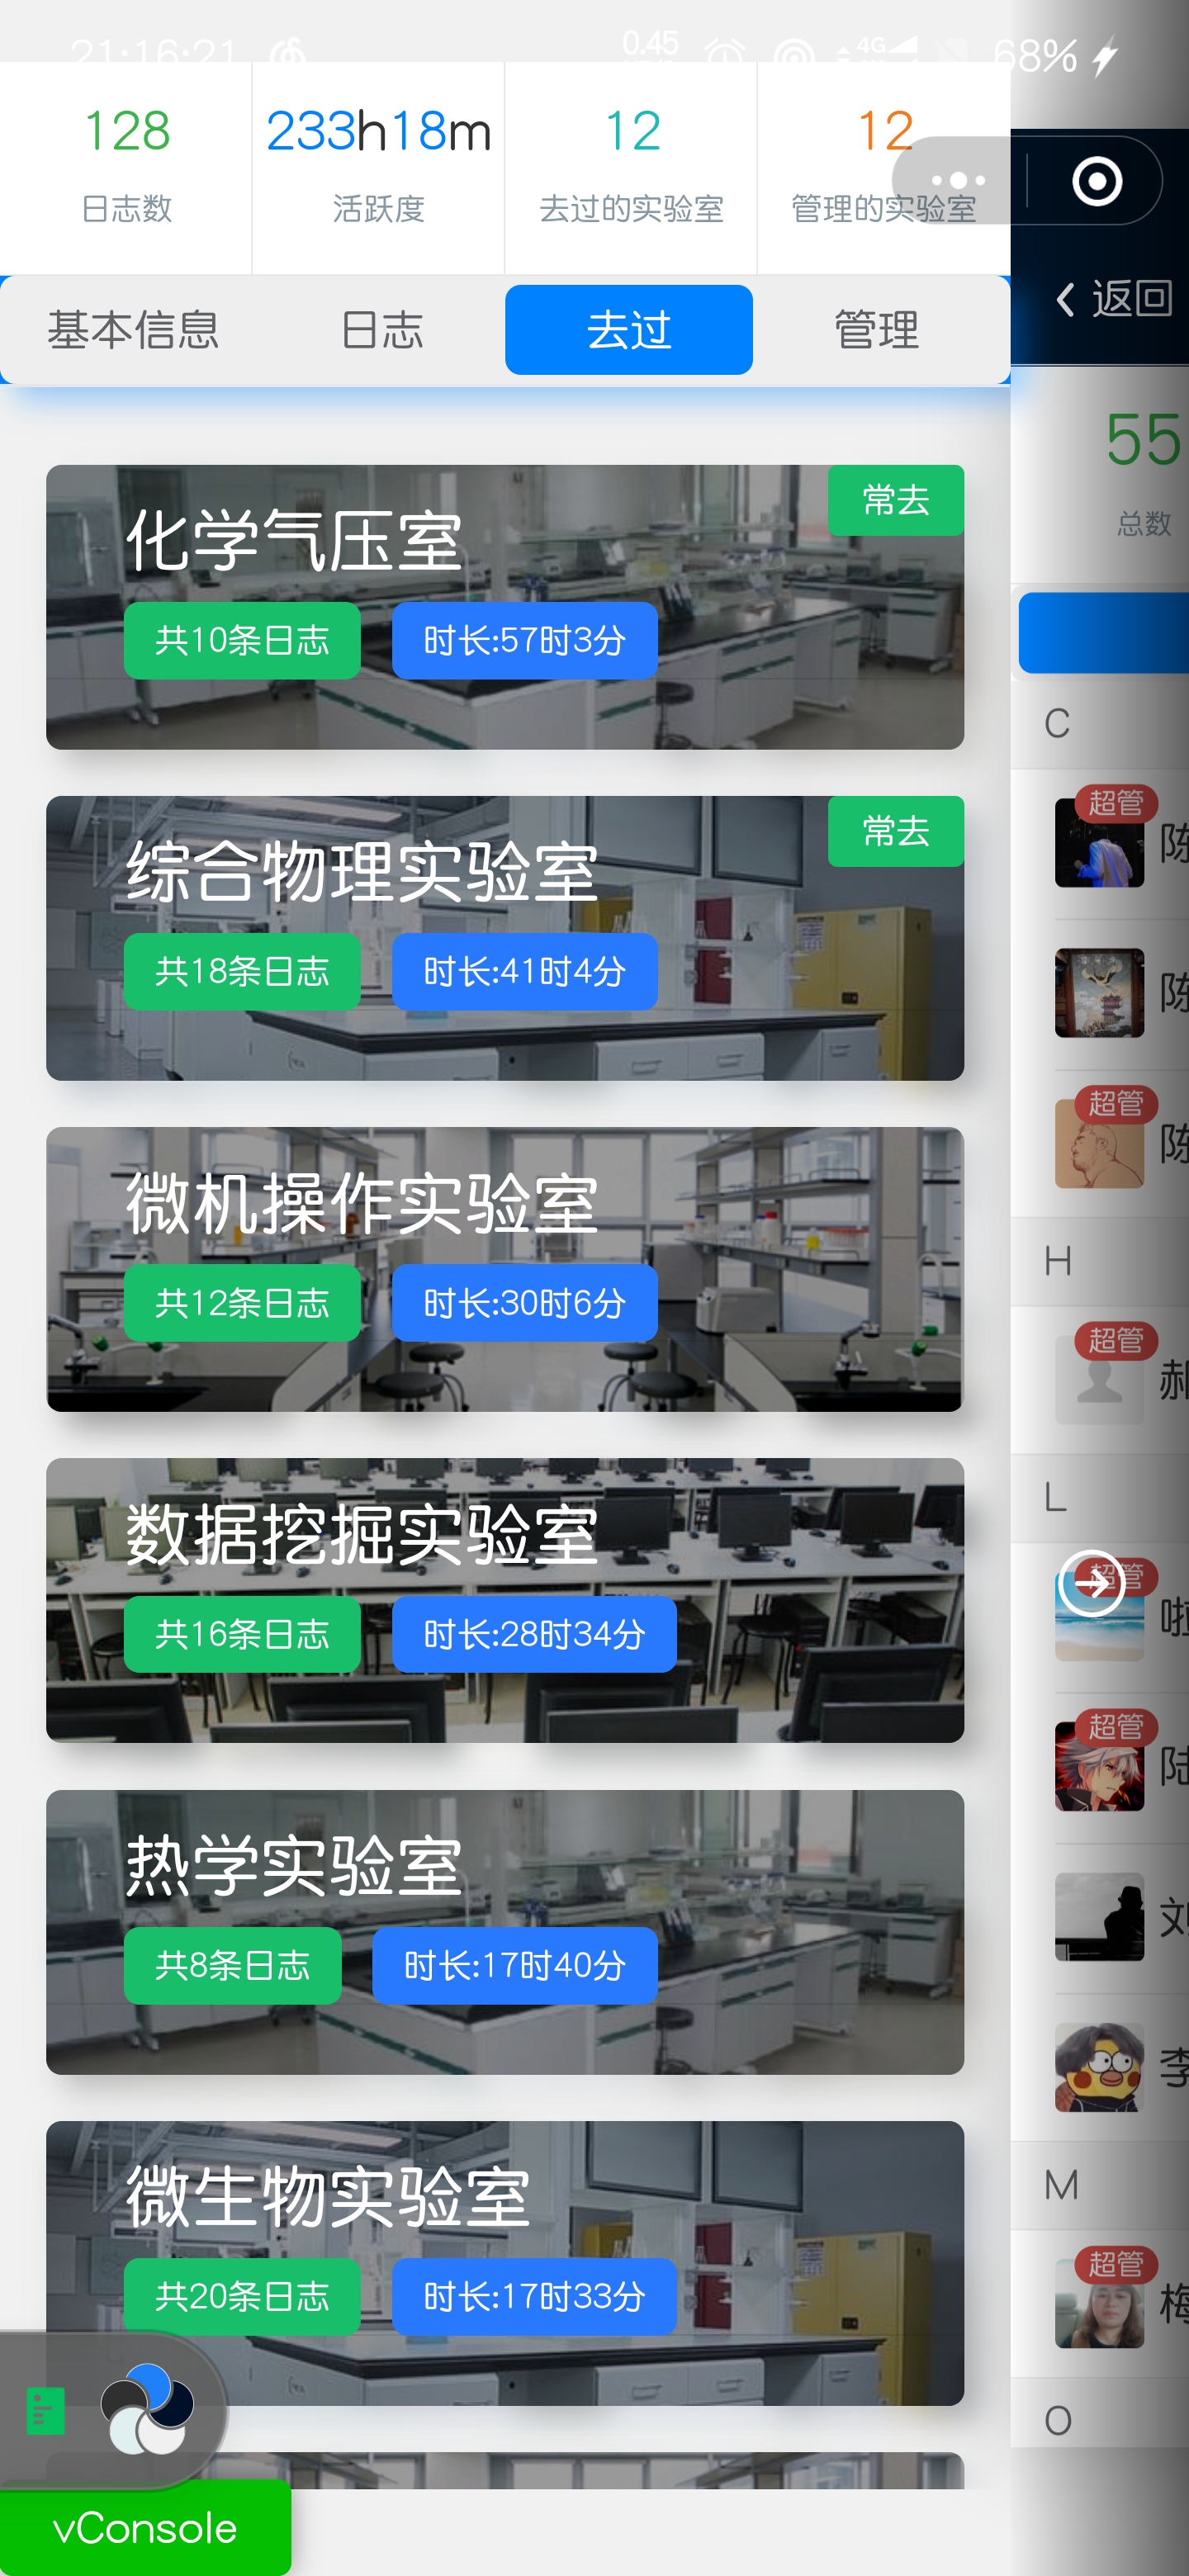 21:16:21
0.45
4G
68%
128
233h18m
12
12
日志数
活跃度
去过的实验室
管理的实验室
返回
基本信息
日志
去过
管理
55
总数
化学气压室
常去
共10条日志
时长:57时3分
综合物理实验室
常去
共18条日志
时长:41时4分
微机操作实验室
共12条日志
时长:30时6分
数据挖掘实验室
共16条日志
时长:28时34分
热学实验室
共8条日志
时长:17时40分
微生物实验室
共20条日志
时长:17时33分
vConsole
C
超管
陈
陈
超管
陈
H
超管
郝
L
超管
啦
超管
陆
刘
李
M
超管
梅
O